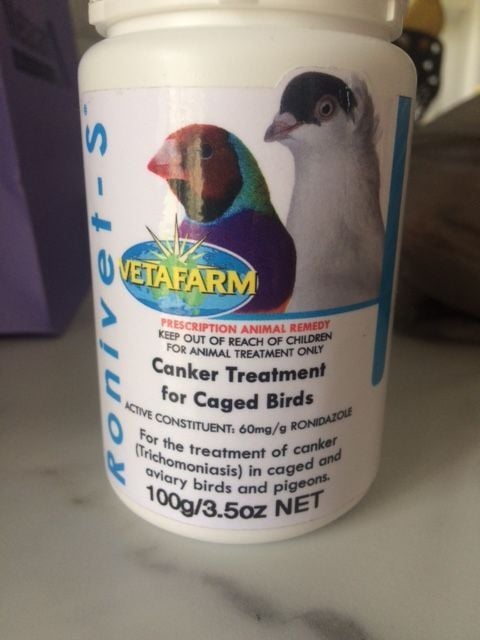 Ronivet-S
VETAFARM
PRESCRIPTION ANIMAL REMEDY
KEEP OUT OF REACH OF CHILDREN
FOR ANIMAL TREATMENT ONLY
Canker Treatment
for Caged Birds
ACTIVE CONSTITUENT: 60mg/g RONIDAZOLE
For the treatment of canker
(Trichomoniasis) in caged and
aviary birds and pigeons.
100g/3.5oz NET